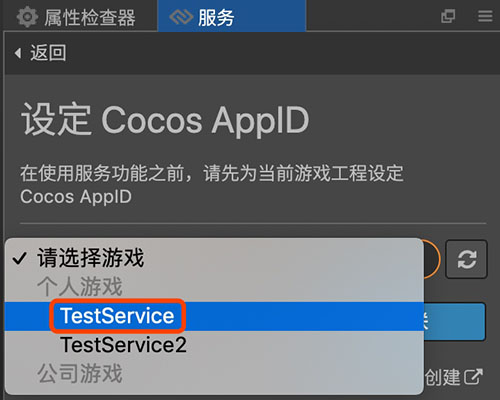 属性检查器
服务
返回
设定 Cocos AppID
在使用服务功能之前，请先为当前游戏工程设定
Cocos AppID
请选择游戏
个人游戏
TestService
TestService2
公司游戏
创建